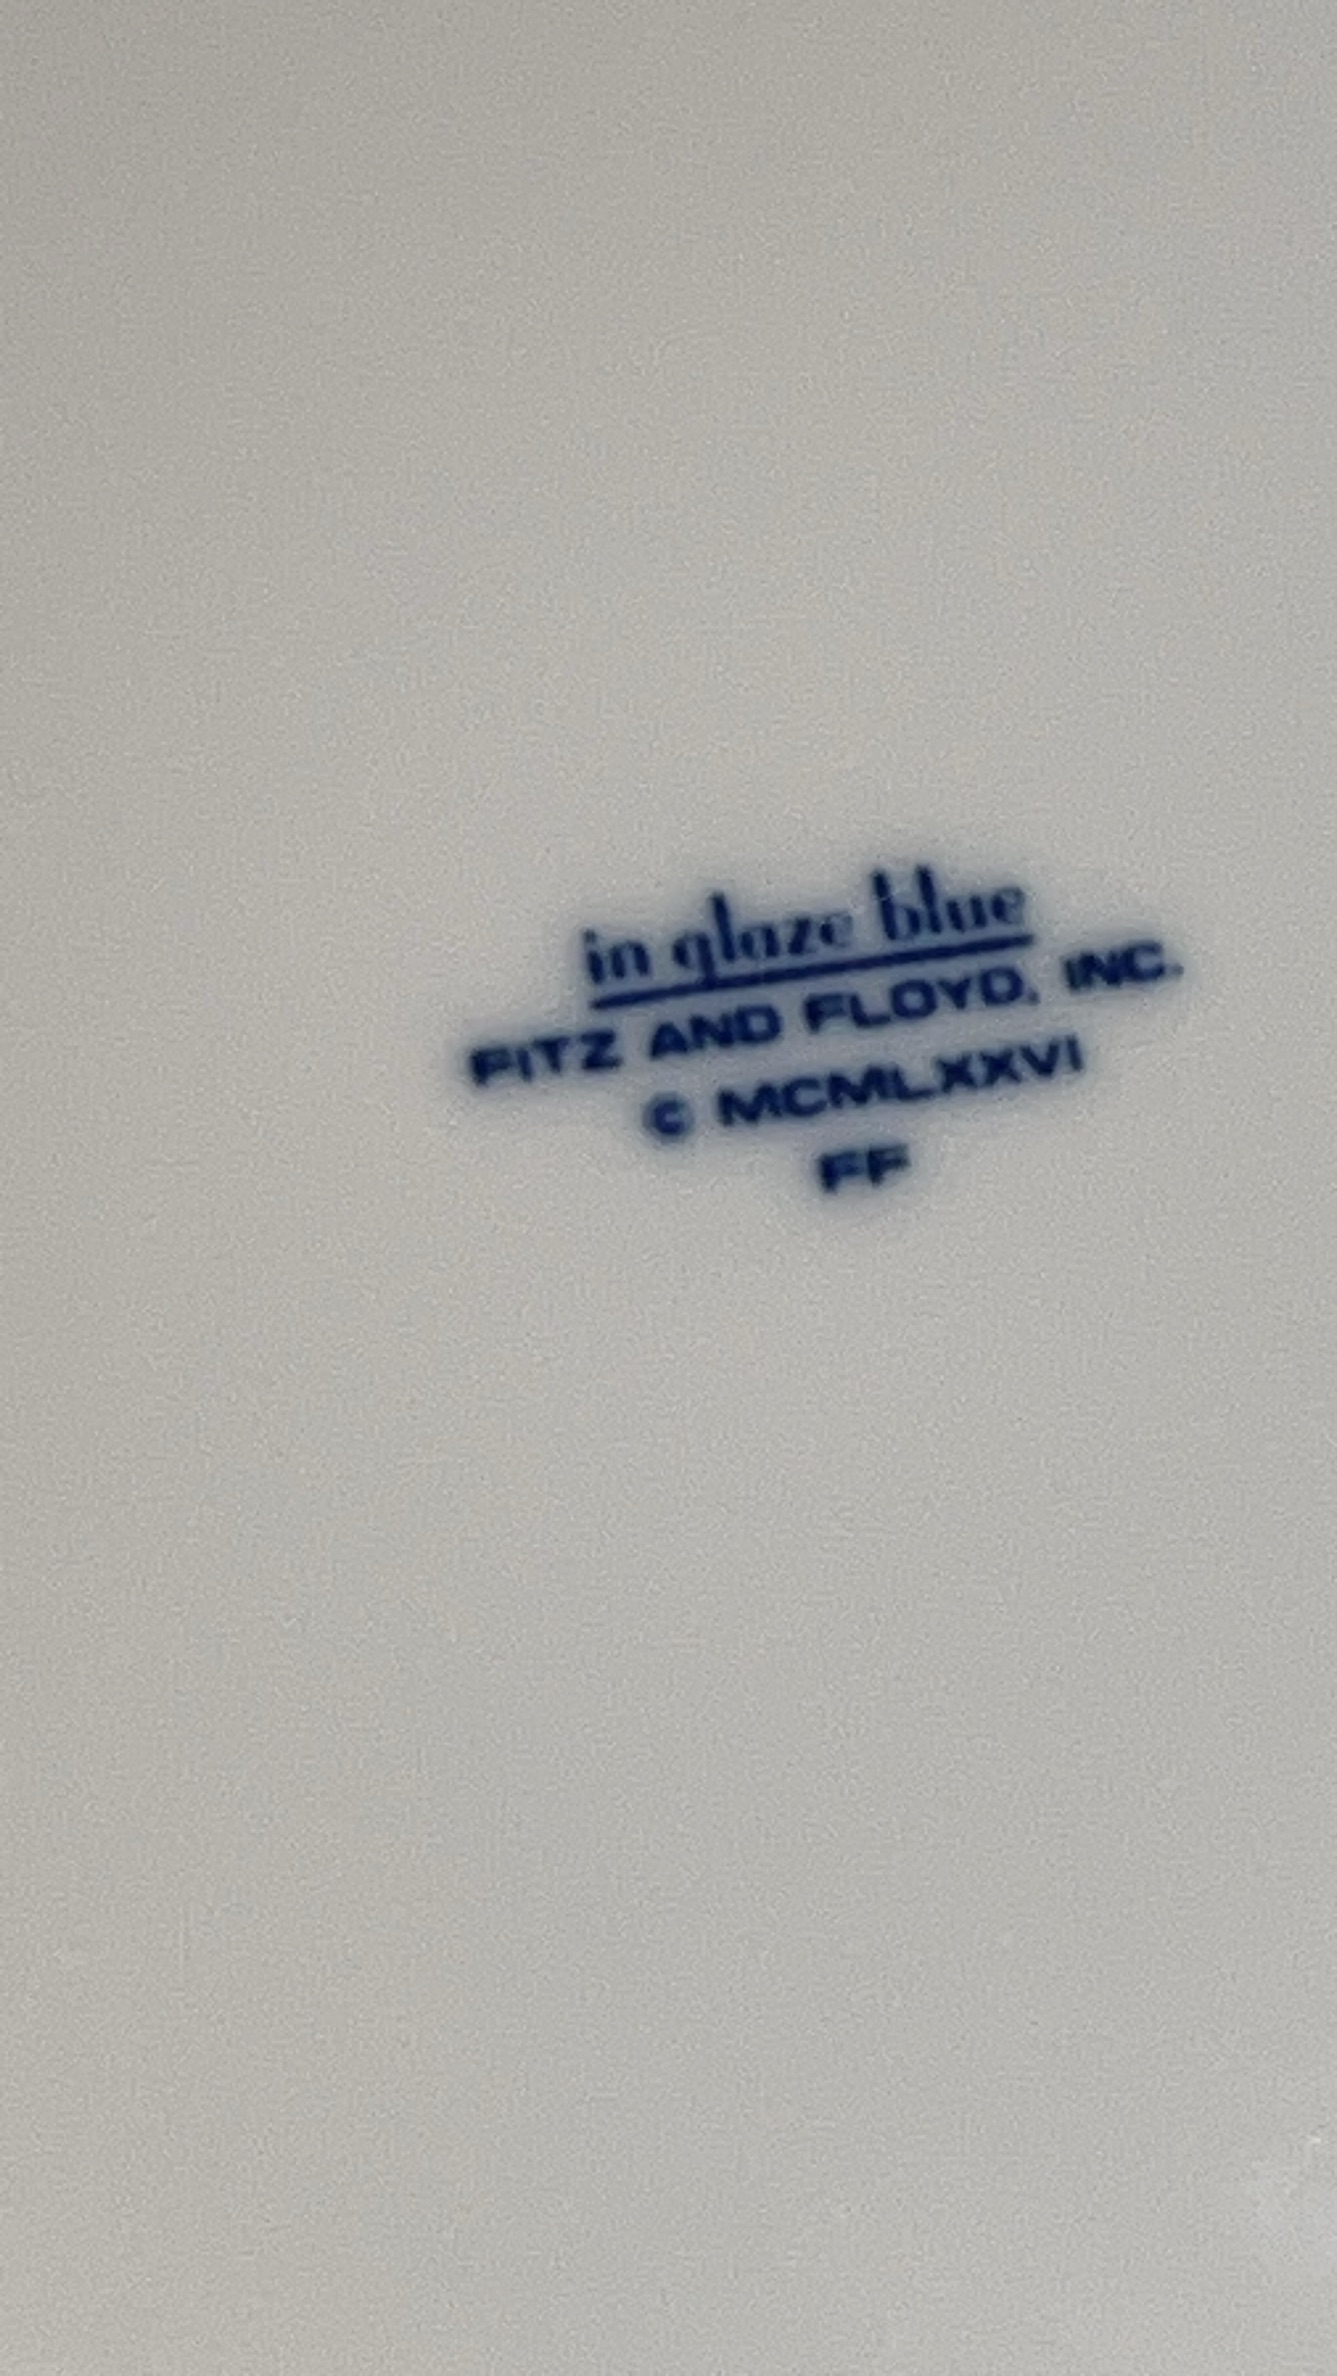 in glaze blue
FITZ AND FLOYD, INC.
© MCMLXXVI
FF